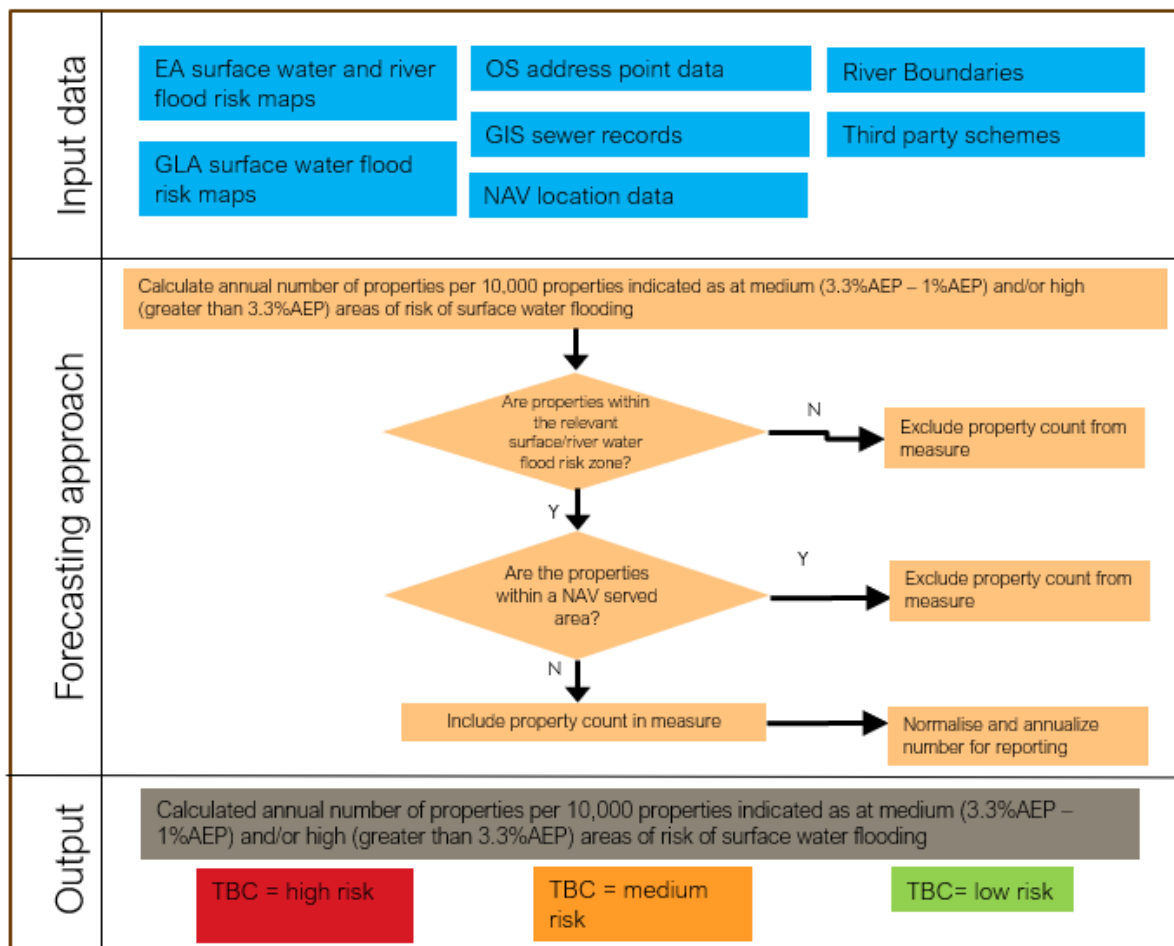 Input data
EA surface water and river
flood risk maps
GLA surface water flood
risk maps
OS address point data
GIS sewer records
NAV location data
River Boundaries
Third party schemes
Forecasting approach
Calculate annual number of properties per 10,000 properties indicated as at medium (3.3%AEP – 1%AEP) and/or high
(greater than 3.3%AEP) areas of risk of surface water flooding
Are properties within
the relevant
surface/river water
flood risk zone?
N
Exclude property count from
measure
Y
Are the properties
within a NAV served
area?
Y
Exclude property count from
measure
N
Include property count in measure
Normalise and annualize
number for reporting
Output
Calculated annual number of properties per 10,000 properties indicated as at medium (3.3%AEP –
1%AEP) and/or high (greater than 3.3%AEP) areas of risk of surface water flooding
TBC = high risk
TBC = medium
risk
TBC= low risk